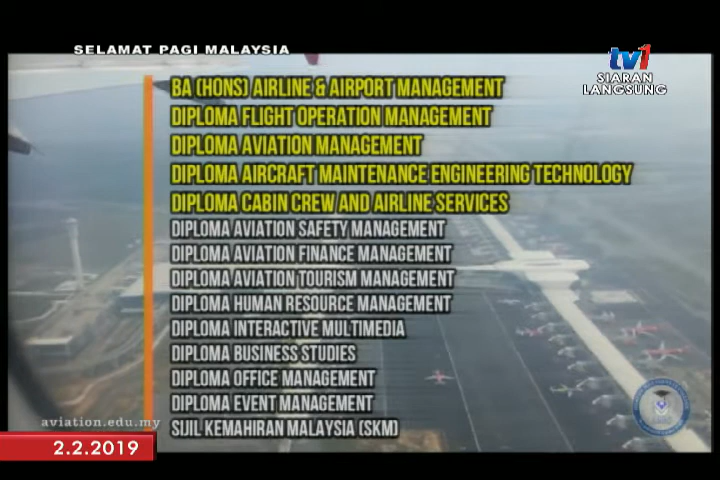 SELAMAT PAGI MALAYSIA
tv1
SIARAN
LANGSUNG
BA (HONS) AIRLINE & AIRPORT MANAGEMENT
DIPLOMA FLIGHT OPERATION MANAGEMENT
DIPLOMA AVIATION MANAGEMENT
DIPLOMA AIRCRAFT MAINTENANCE ENGINEERING TECHNOLOGY
DIPLOMA CABIN CREW AND AIRLINE SERVICES
DIPLOMA AVIATION SAFETY MANAGEMENT
DIPLOMA AVIATION FINANCE MANAGEMENT
DIPLOMA AVIATION TOURISM MANAGEMENT
DIPLOMA HUMAN RESOURCE MANAGEMENT
DIPLOMA INTERACTIVE MULTIMEDIA
DIPLOMA BUSINESS STUDIES
DIPLOMA OFFICE MANAGEMENT
DIPLOMA EVENT MANAGEMENT
SIJIL KEMAHIRAN MALAYSIA (SKM)
aviation.edu.my
2.2.2019